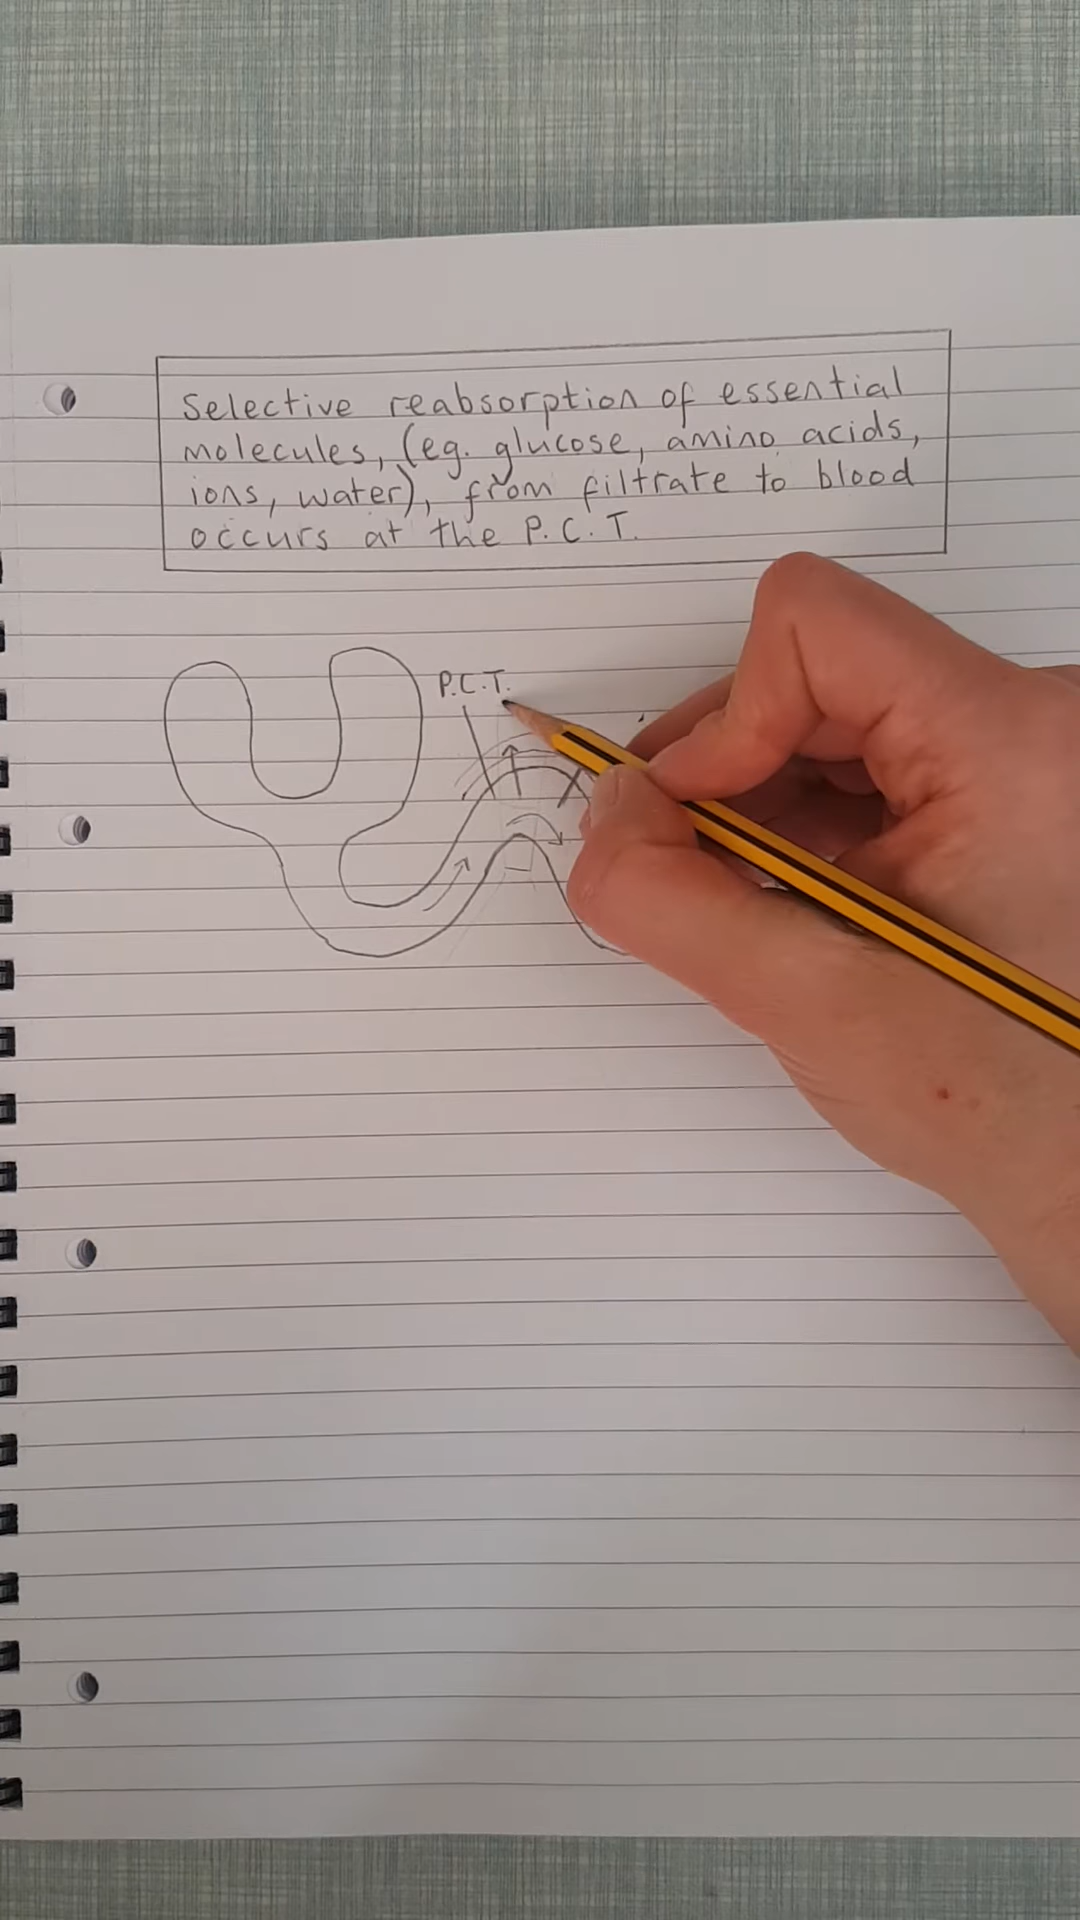 Selective reabsorption of essential
molecules, (eg. glucose, amino acids,
ions, water), from filtrate to blood
occurs at the P.C.T.
P.C.T.